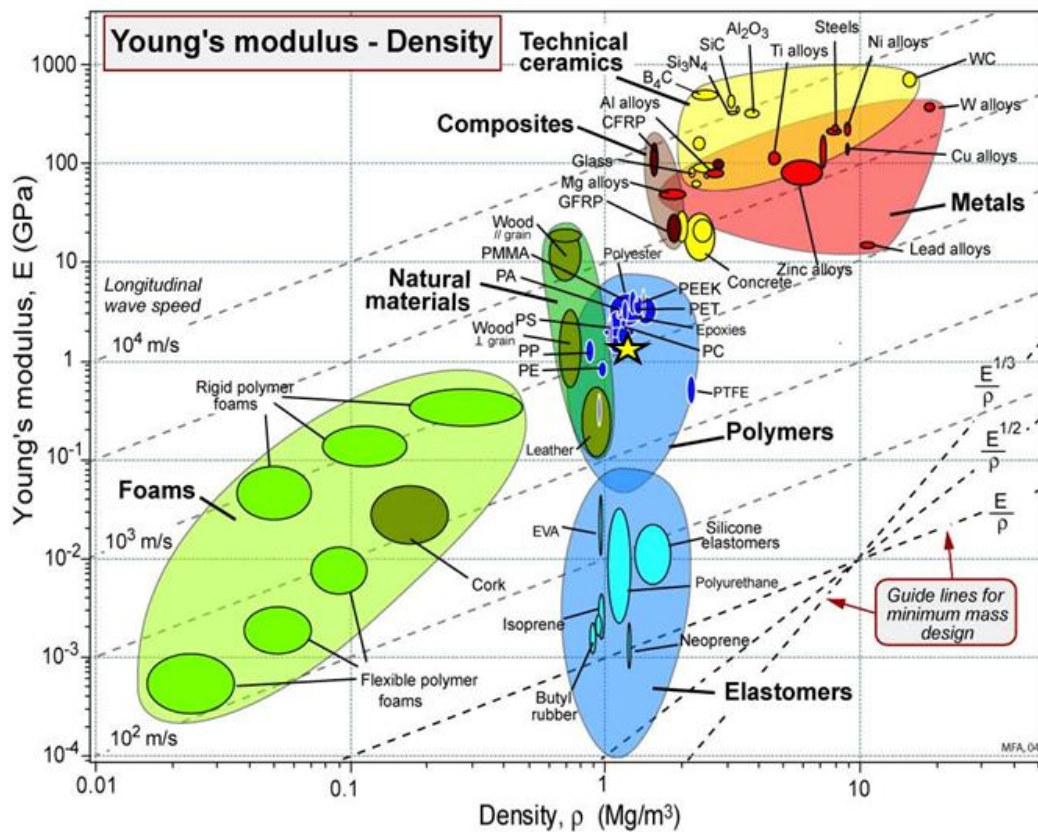 Young's modulus - Density
Technical
ceramics
Composites
Natural
materials
Foams
Polymers
Elastomers
Metals
B₄C
Si₃N₄
SiC
Al₂O₃
Ti alloys
Steels
Ni alloys
WC
W alloys
Cu alloys
Lead alloys
Zinc alloys
Al alloys
CFRP
Glass
Mg alloys
GFRP
Concrete
Wood
// grain
PMMA
PA
Polyester
PEEK
PET
Epoxies
PC
PS
Wood
⊥ grain
PP
PE
PTFE
Leather
Rigid polymer
foams
Cork
Flexible polymer
foams
EVA
Silicone
elastomers
Polyurethane
Isoprene
Neoprene
Butyl
rubber
Longitudinal
wave speed
10⁴ m/s
10³ m/s
10² m/s
E¹ᐟ³
ρ
E¹ᐟ²
ρ
E
ρ
Guide lines for
minimum mass
design
MFA, 04
Young's modulus, E (GPa)
1000
100
10
1
10⁻¹
10⁻²
10⁻³
10⁻⁴
0.01
0.1
1
10
Density, ρ (Mg/m³)